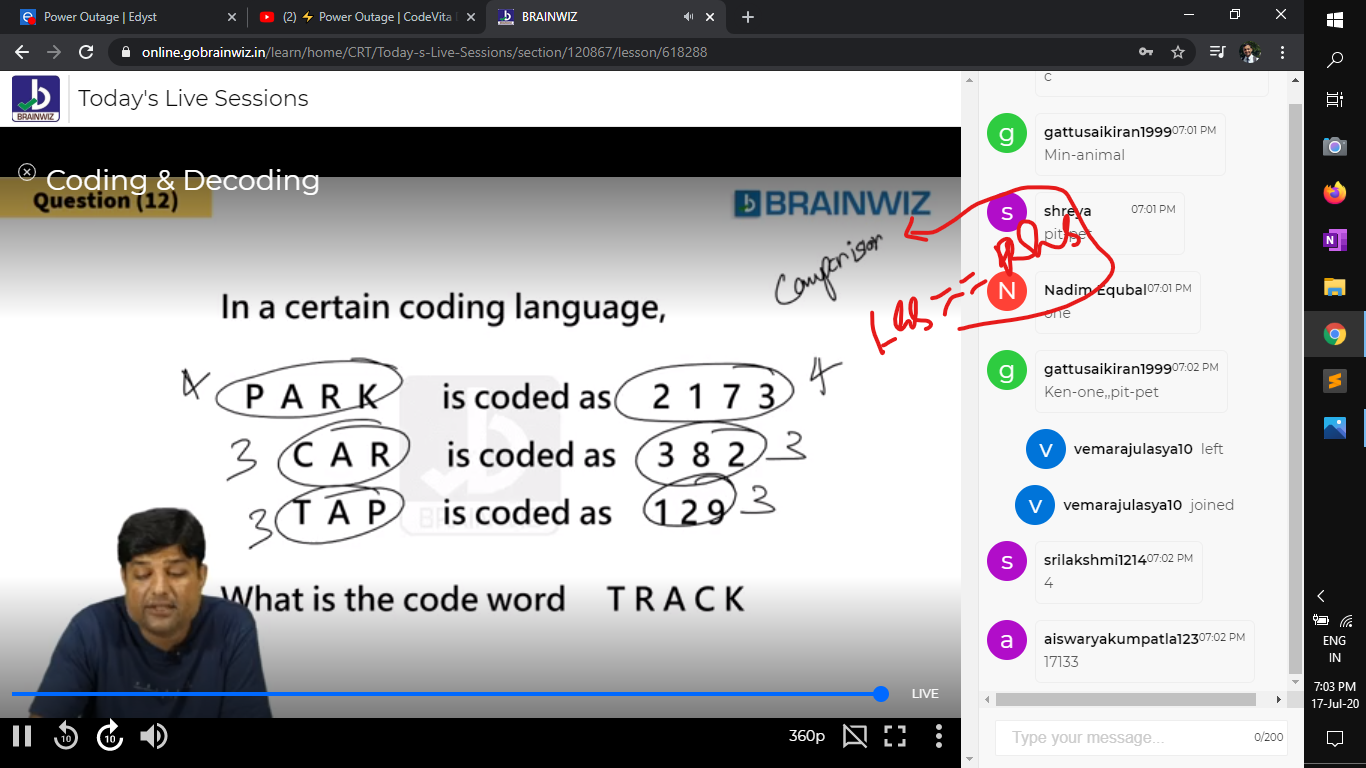 Power Outage | Edyst
(2) ⚡ Power Outage | CodeVita
BRAINWIZ
online.gobrainwiz.in/learn/home/CRT/Today-s-Live-Sessions/section/120867/lesson/618288
BRAINWIZ
Today's Live Sessions
Coding & Decoding
Question (12)
BRAINWIZ
Comparison
LHS == RHS
In a certain coding language,
4 PARK is coded as 2173 4
3 CAR is coded as 382 3
3 TAP is coded as 129 3
What is the code word TRACK
LIVE
10
10
360p
c
g
gattusaikiran1999 07:01 PM
Min-animal
s
shreya 07:01 PM
pit-pet
N
Nadim Equbal 07:01 PM
one
g
gattusaikiran1999 07:02 PM
Ken-one,,pit-pet
v
vemarajulasya10 left
v
vemarajulasya10 joined
s
srilakshmi1214 07:02 PM
4
a
aiswaryakumpatla123 07:02 PM
17133
Type your message...
0/200
ENG
IN
7:03 PM
17-Jul-20